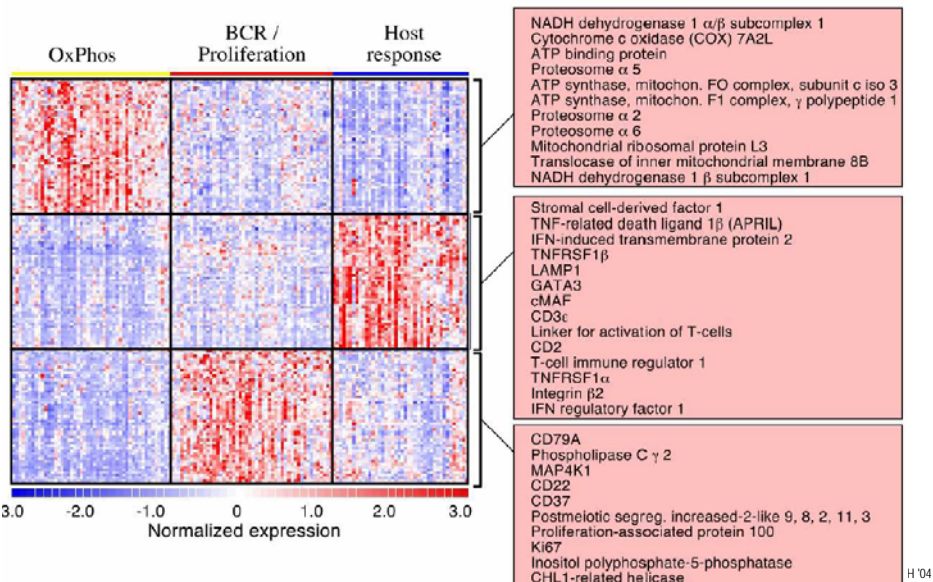 OxPhos
BCR /
Proliferation
Host
response
NADH dehydrogenase 1 α/β subcomplex 1
Cytochrome c oxidase (COX) 7A2L
ATP binding protein
Proteosome α 5
ATP synthase, mitochon. FO complex, subunit c iso 3
ATP synthase, mitochon. F1 complex, γ polypeptide 1
Proteosome α 2
Proteosome α 6
Mitochondrial ribosomal protein L3
Translocase of inner mitochondrial membrane 8B
NADH dehydrogenase 1 β subcomplex 1
Stromal cell-derived factor 1
TNF-related death ligand 1β (APRIL)
IFN-induced transmembrane protein 2
TNFRSF1β
LAMP1
GATA3
cMAF
CD3ε
Linker for activation of T-cells
CD2
T-cell immune regulator 1
TNFRSF1α
Integrin β2
IFN regulatory factor 1
CD79A
Phospholipase C γ 2
MAP4K1
CD22
CD37
Postmeiotic segreg. increased-2-like 9, 8, 2, 11, 3
Proliferation-associated protein 100
Ki67
Inositol polyphosphate-5-phosphatase
CHL1-related helicase
3.0 -2.0 -1.0 0 1.0 2.0 3.0
Normalized expression
H '04